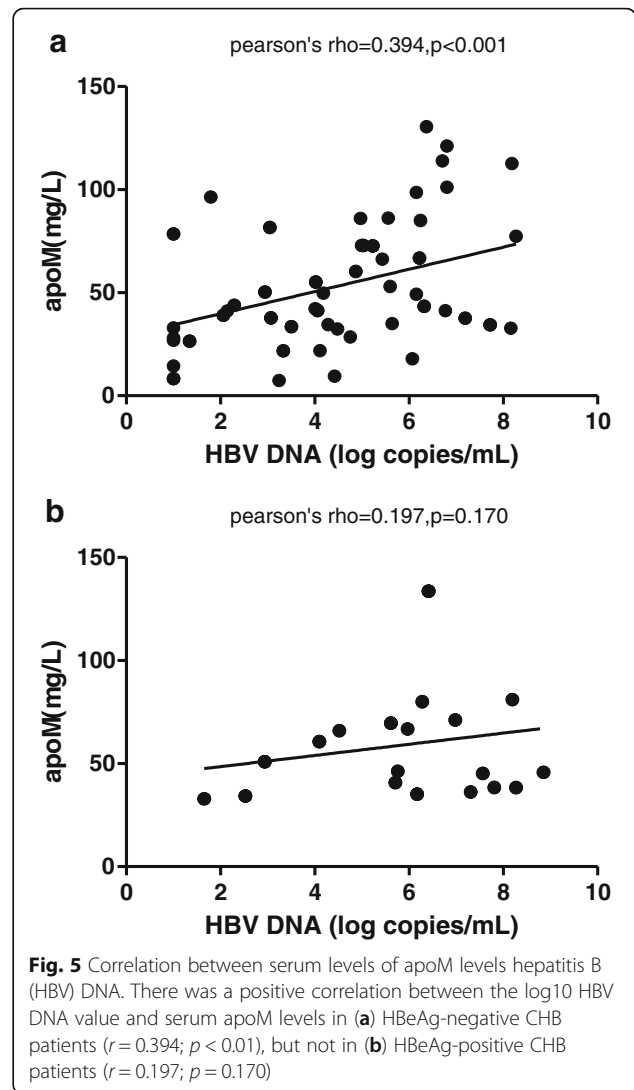 a
pearson's rho=0.394,p<0.001
apoM(mg/L)
150
100
50
0
0 2 4 6 8 10
HBV DNA (log copies/mL)
b
pearson's rho=0.197,p=0.170
apoM(mg/L)
150
100
50
0
0 2 4 6 8 10
HBV DNA (log copies/mL)
Fig. 5 Correlation between serum levels of apoM levels hepatitis B
(HBV) DNA. There was a positive correlation between the log10 HBV
DNA value and serum apoM levels in (a) HBeAg-negative CHB
patients (r = 0.394; p < 0.01), but not in (b) HBeAg-positive CHB
patients (r = 0.197; p = 0.170)